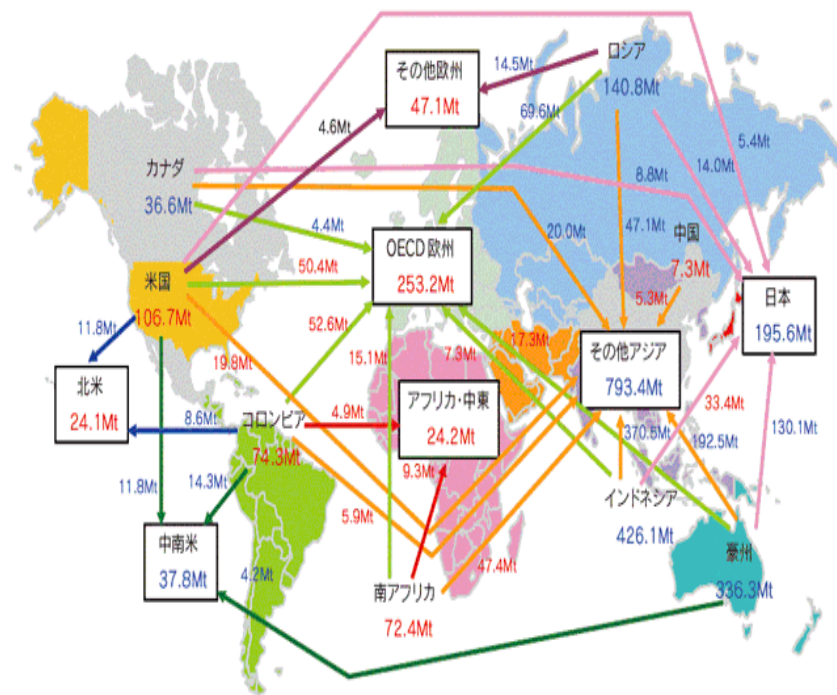 ロシア
140.8Mt
その他欧州
47.1Mt
14.5Mt
69.6Mt
4.6Mt
5.4Mt
14.0Mt
8.8Mt
カナダ
36.6Mt
4.4Mt
20.0Mt
47.1Mt
中国
7.3Mt
5.3Mt
OECD 欧州
253.2Mt
50.4Mt
米国
106.7Mt
日本
195.6Mt
11.8Mt
52.6Mt
19.8Mt
15.1Mt
7.3Mt
17.3Mt
その他アジア
793.4Mt
北米
24.1Mt
8.6Mt
コロンビア
74.3Mt
4.9Mt
アフリカ・中東
24.2Mt
33.4Mt
370.5Mt
192.5Mt
130.1Mt
11.8Mt
14.3Mt
5.9Mt
9.3Mt
インドネシア
426.1Mt
中南米
37.8Mt
4.2Mt
47.4Mt
南アフリカ
72.4Mt
豪州
336.3Mt